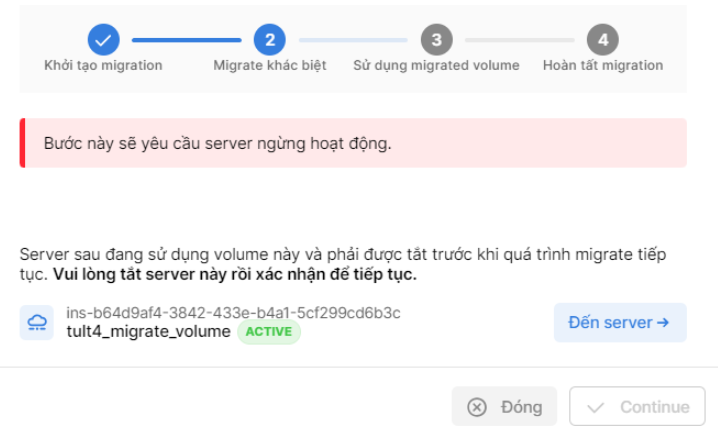 2 3 4
Khởi tạo migration Migrate khác biệt Sử dụng migrated volume Hoàn tất migration
Bước này sẽ yêu cầu server ngừng hoạt động.
Server sau đang sử dụng volume này và phải được tắt trước khi quá trình migrate tiếp
tục. Vui lòng tắt server này rồi xác nhận để tiếp tục.
ins-b64d9af4-3842-433e-b4a1-5cf299cd6b3c
tult4_migrate_volume ACTIVE
Đến server →
Đóng Continue